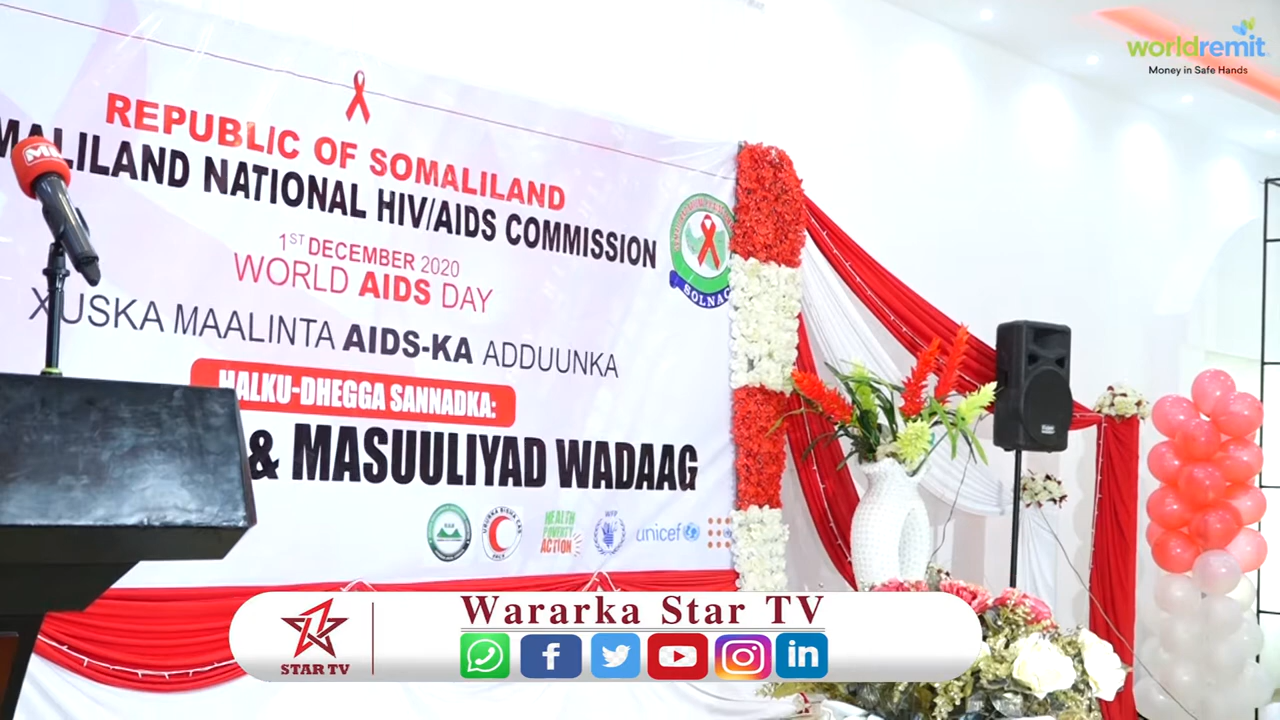 worldremit
Money in Safe Hands
REPUBLIC OF SOMALILAND
MALILAND NATIONAL HIV/AIDS COMMISSION
1ST DECEMBER 2020
WORLD AIDS DAY
XUSKA MAALINTA AIDS-KA ADDUUNKA
HALKU-DHEGGA SANNADKA:
& MASUULIYAD WADAAG
SOLNAC
HEALTH
POVERTY
ACTION
WFP
unicef
Wararka Star TV
STAR TV